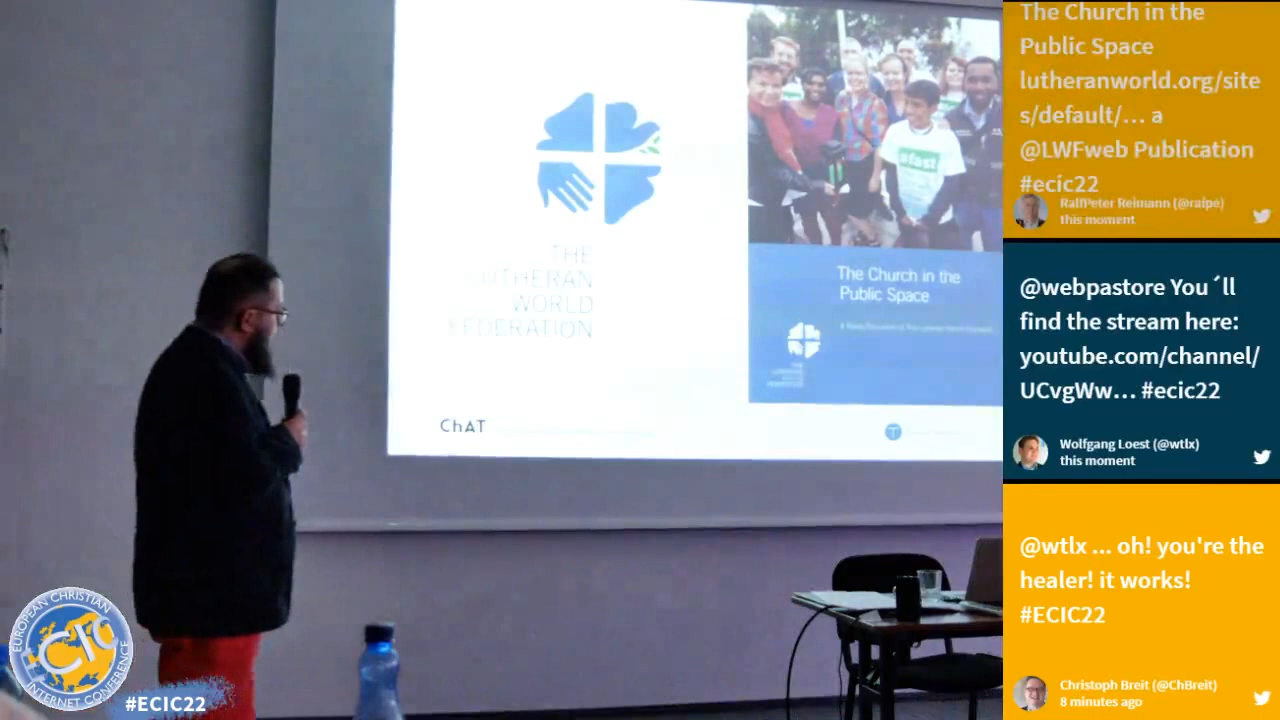 THE
LUTHERAN
WORLD
FEDERATION
ChAT
#fast
The Church in the
Public Space
EUROPEAN CHRISTIAN
ECIC
INTERNET CONFERENCE
#ECIC22
The Church in the
Public Space
lutheranworld.org/site
s/default/… a
@LWFweb Publication
#ecic22
RalfPeter Reimann (@ralpe)
this moment
@webpastore You´ll
find the stream here:
youtube.com/channel/
UCvgWw… #ecic22
Wolfgang Loest (@wtlx)
this moment
@wtlx ... oh! you're the
healer! it works!
#ECIC22
Christoph Breit (@ChBreit)
8 minutes ago